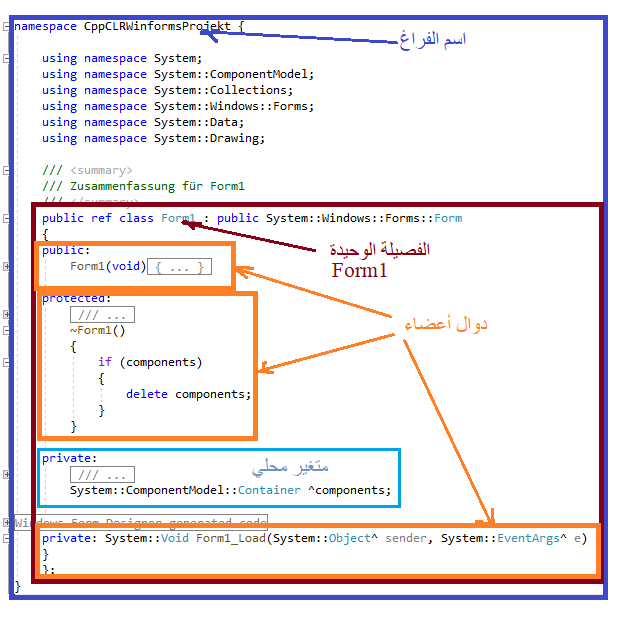 namespace CppCLRWinformsProjekt {
اسم الفراغ
using namespace System;
using namespace System::ComponentModel;
using namespace System::Collections;
using namespace System::Windows::Forms;
using namespace System::Data;
using namespace System::Drawing;
/// <summary>
/// Zusammenfassung für Form1
/// </summary>
public ref class Form1 : public System::Windows::Forms::Form
{
الفصيلة الوحيدة
Form1
public:
Form1(void) { ... }
دوال أعضاء
protected:
/// ...
~Form1()
{
if (components)
{
delete components;
}
}
private:
متغير محلي
/// ...
System::ComponentModel::Container ^components;
Windows Form Designer generated code
private: System::Void Form1_Load(System::Object^ sender, System::EventArgs^ e)
}
};
}